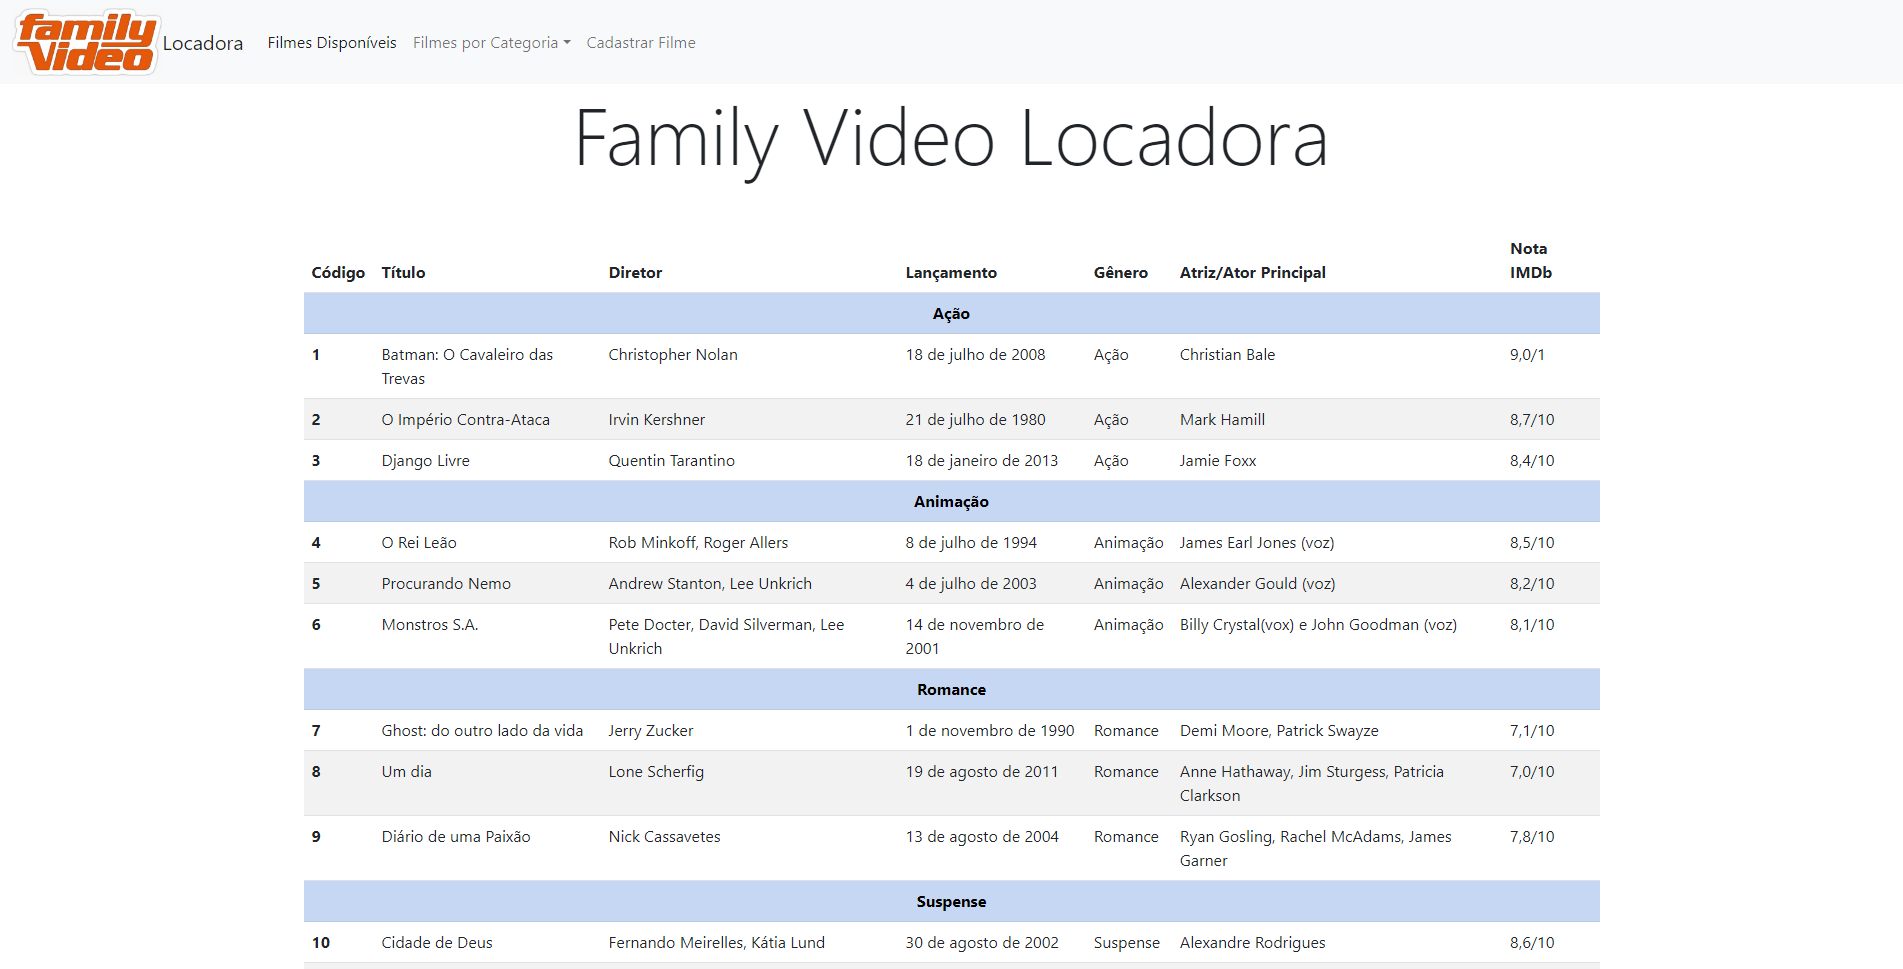 family
Video
Locadora Filmes Disponíveis Filmes por Categoria Cadastrar Filme
Family Video Locadora
Código Título Diretor Lançamento Gênero Atriz/Ator Principal Nota IMDb
Ação
1 Batman: O Cavaleiro das Trevas Christopher Nolan 18 de julho de 2008 Ação Christian Bale 9,0/1
2 O Império Contra-Ataca Irvin Kershner 21 de julho de 1980 Ação Mark Hamill 8,7/10
3 Django Livre Quentin Tarantino 18 de janeiro de 2013 Ação Jamie Foxx 8,4/10
Animação
4 O Rei Leão Rob Minkoff, Roger Allers 8 de julho de 1994 Animação James Earl Jones (voz) 8,5/10
5 Procurando Nemo Andrew Stanton, Lee Unkrich 4 de julho de 2003 Animação Alexander Gould (voz) 8,2/10
6 Monstros S.A. Pete Docter, David Silverman, Lee Unkrich 14 de novembro de 2001 Animação Billy Crystal(vox) e John Goodman (voz) 8,1/10
Romance
7 Ghost: do outro lado da vida Jerry Zucker 1 de novembro de 1990 Romance Demi Moore, Patrick Swayze 7,1/10
8 Um dia Lone Scherfig 19 de agosto de 2011 Romance Anne Hathaway, Jim Sturgess, Patricia Clarkson 7,0/10
9 Diário de uma Paixão Nick Cassavetes 13 de agosto de 2004 Romance Ryan Gosling, Rachel McAdams, James Garner 7,8/10
Suspense
10 Cidade de Deus Fernando Meirelles, Kátia Lund 30 de agosto de 2002 Suspense Alexandre Rodrigues 8,6/10